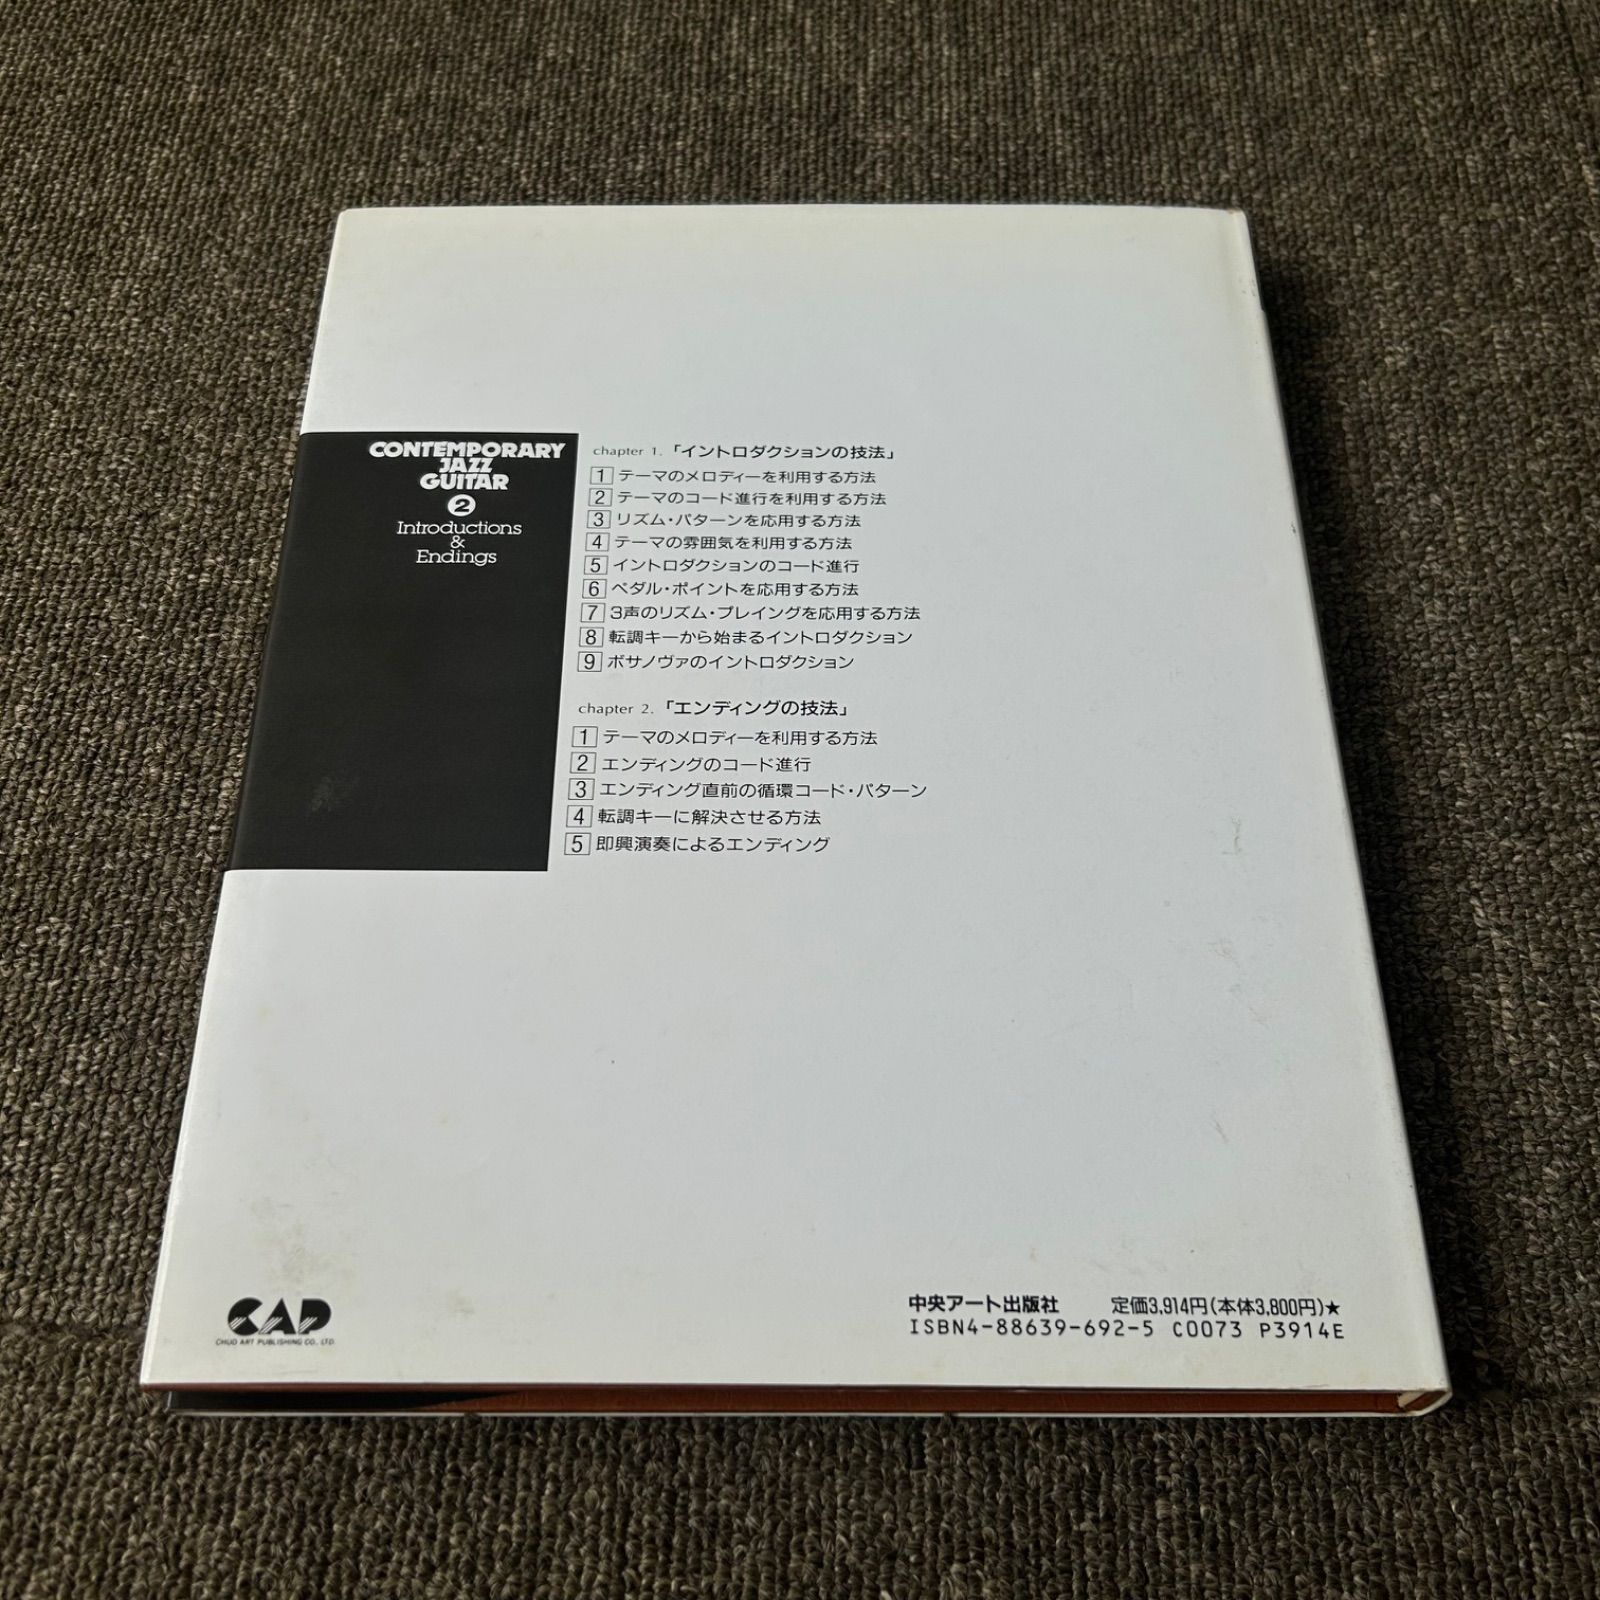 CONTEMPORARY
JAZZ
GUITAR
2
Introductions
&
Endings
chapter 1.「イントロダクションの技法」
1 テーマのメロディーを利用する方法
2 テーマのコード進行を利用する方法
3 リズム・パターンを応用する方法
4 テーマの雰囲気を利用する方法
5 イントロダクションのコード進行
6 ペダル・ポイントを応用する方法
7 3声のリズム・プレイングを応用する方法
8 転調キーから始まるイントロダクション
9 ボサノヴァのイントロダクション
chapter 2.「エンディングの技法」
1 テーマのメロディーを利用する方法
2 エンディングのコード進行
3 エンディング直前の循環コード・パターン
4 転調キーに解決させる方法
5 即興演奏によるエンディング
CAP
CHUO ART PUBLISHING CO., LTD.
中央アート出版社 定価3,914円(本体3,800円)★
ISBN4-88639-692-5 C0073 P3914E